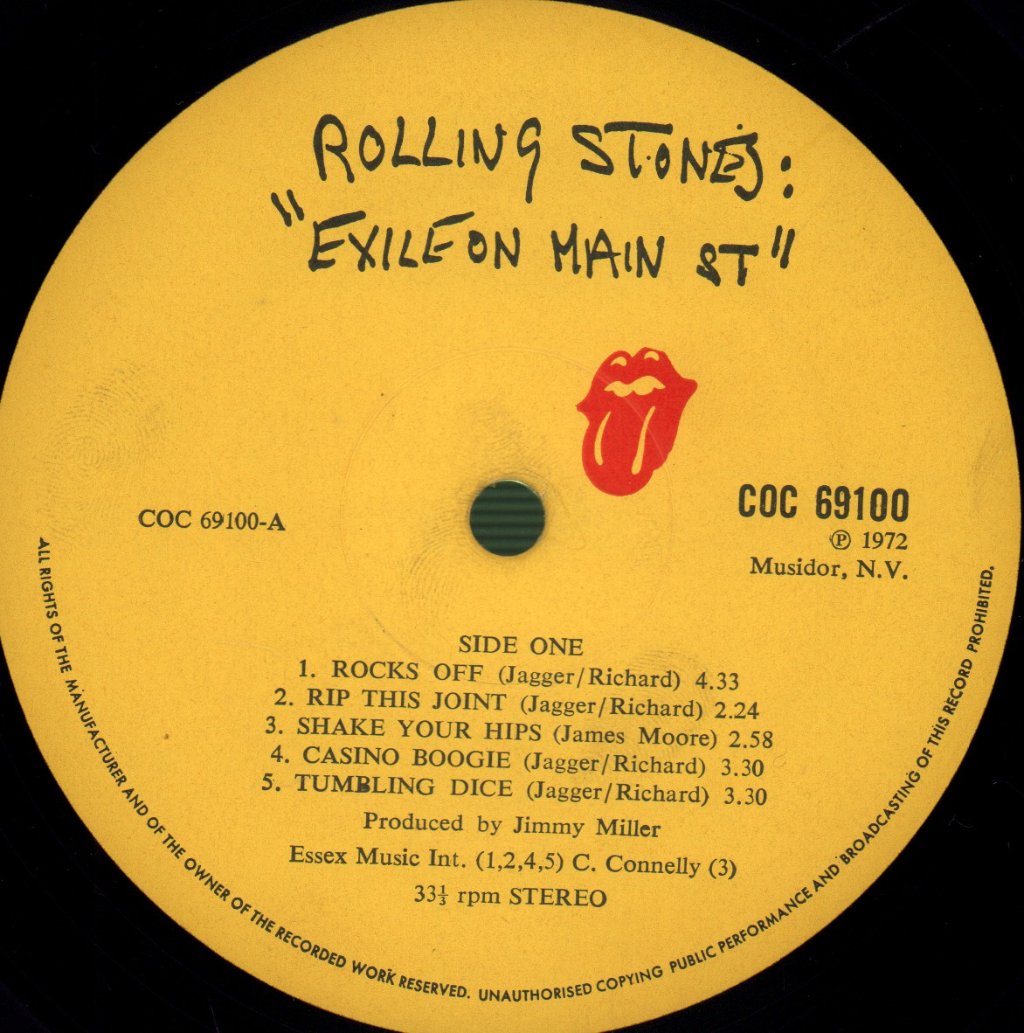 ROLLING STONES:
"EXILE ON MAIN ST"
COC 69100-A
COC 69100
℗ 1972
Musidor, N.V.
SIDE ONE
1. ROCKS OFF (Jagger/Richard) 4.33
2. RIP THIS JOINT (Jagger/Richard) 2.24
3. SHAKE YOUR HIPS (James Moore) 2.58
4. CASINO BOOGIE (Jagger/Richard) 3.30
5. TUMBLING DICE (Jagger/Richard) 3.30
Produced by Jimmy Miller
Essex Music Int. (1,2,4,5) C. Connelly (3)
33⅓ rpm STEREO
ALL RIGHTS OF THE MANUFACTURER AND OF THE OWNER OF THE RECORDED WORK RESERVED. UNAUTHORISED COPYING PUBLIC PERFORMANCE AND BROADCASTING OF THIS RECORD PROHIBITED.